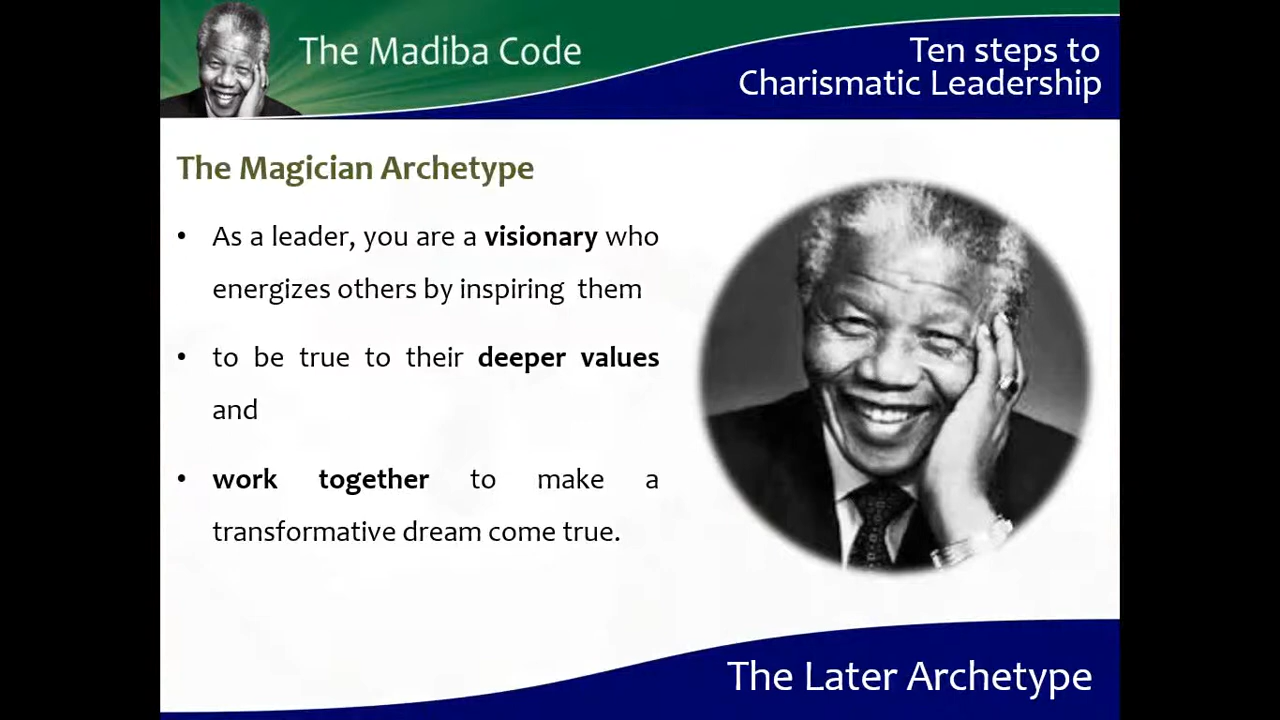 The Madiba Code
Ten steps to
Charismatic Leadership
The Magician Archetype
• As a leader, you are a visionary who
energizes others by inspiring them
• to be true to their deeper values
and
• work together to make a
transformative dream come true.
The Later Archetype